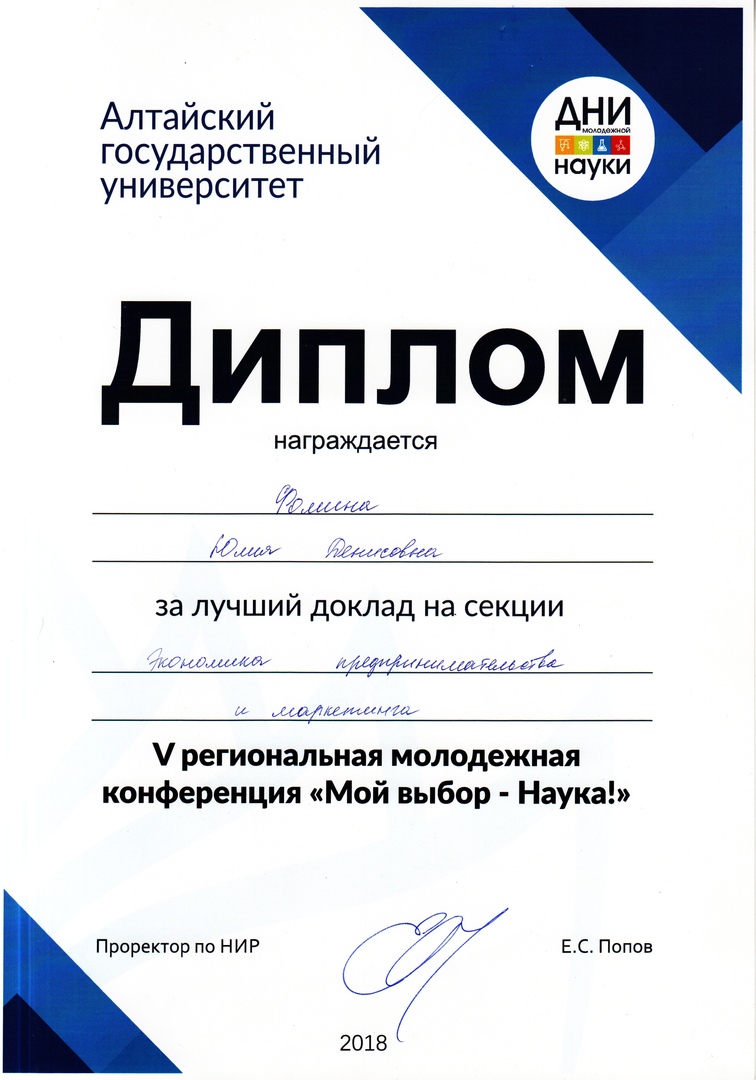 Алтайский
государственный
университет
ДНИ
молодежной
науки
Диплом
награждается
Фомина
Юлия Денисовна
за лучший доклад на секции
Экономика предпринимательства
и маркетинга
V региональная молодежная
конференция «Мой выбор - Наука!»
Проректор по НИР
Е.С. Попов
2018